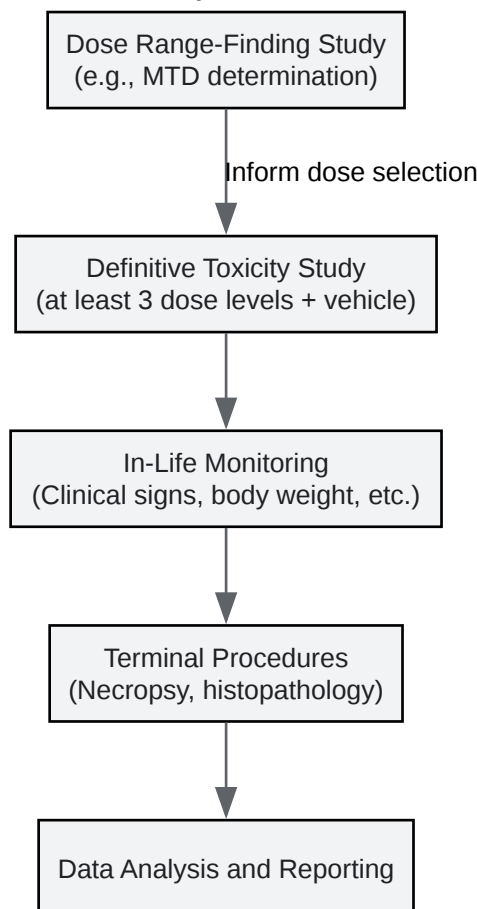 Dose Range-Finding Study
(e.g., MTD determination)
Inform dose selection
Definitive Toxicity Study
(at least 3 dose levels + vehicle)
In-Life Monitoring
(Clinical signs, body weight, etc.)
Terminal Procedures
(Necropsy, histopathology)
Data Analysis and Reporting